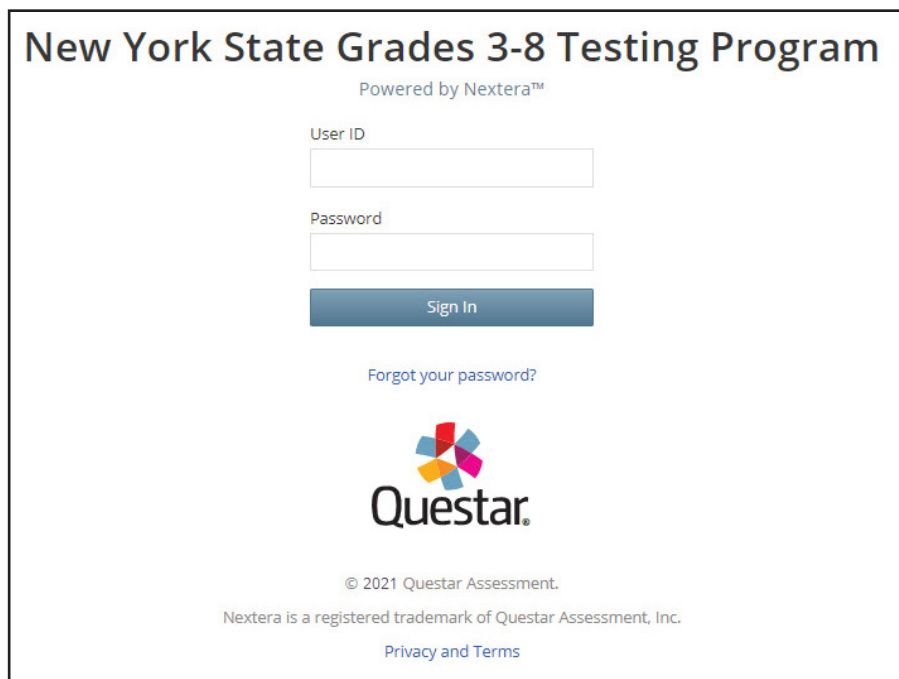 New York State Grades 3-8 Testing Program
Powered by Nextera™
User ID
Password
Sign In
Forgot your password?
Questar®
© 2021 Questar Assessment.
Nextera is a registered trademark of Questar Assessment, Inc.
Privacy and Terms